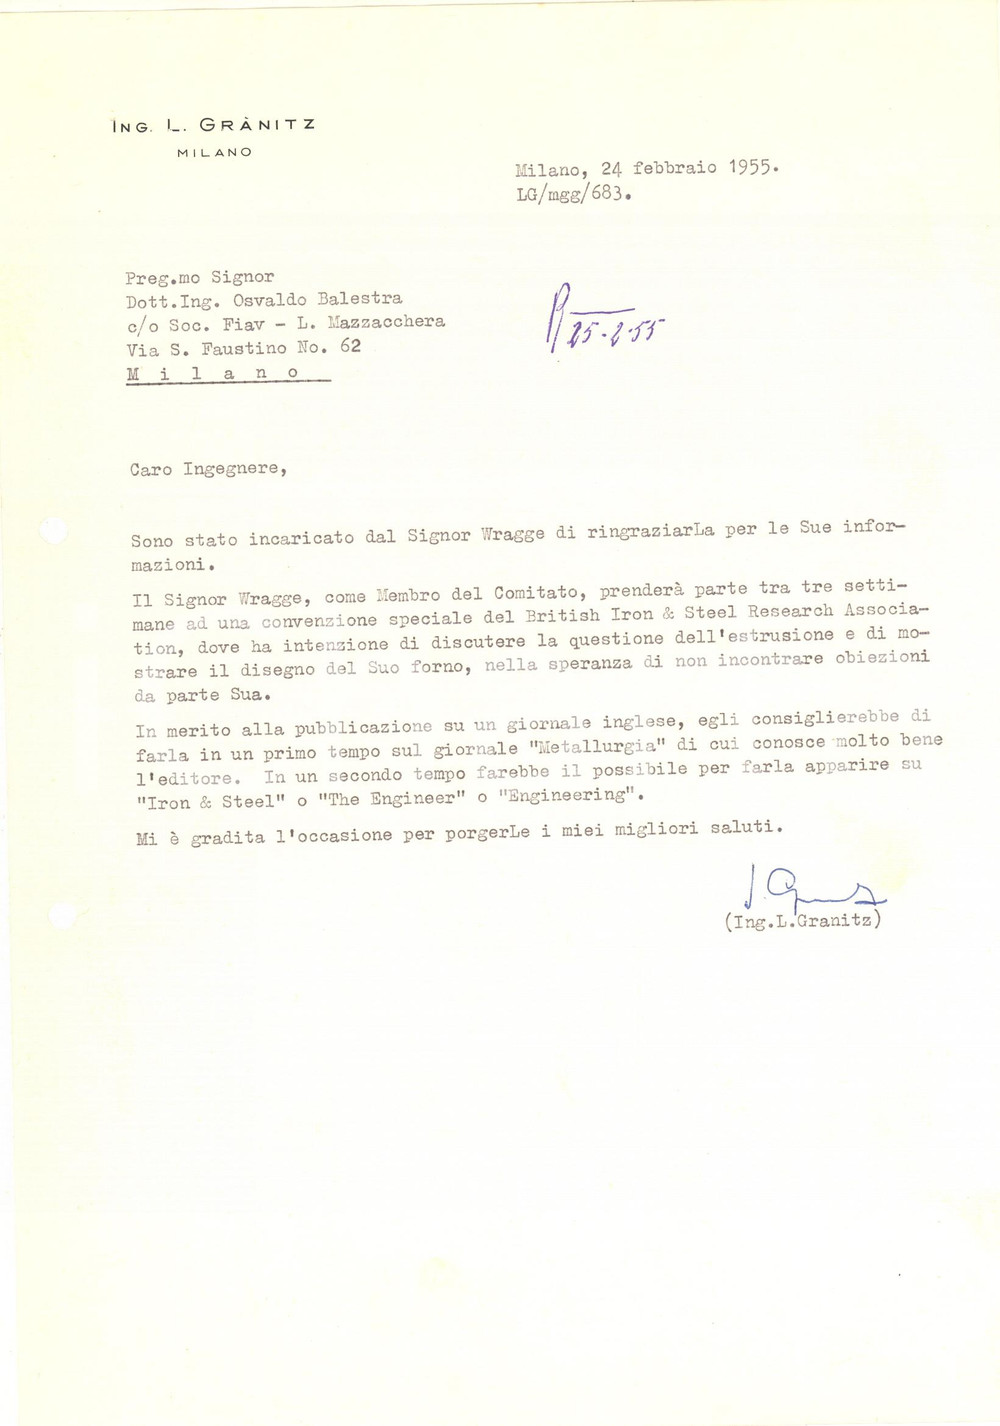 ING. L. GRÀNITZ
MILANO
Milano, 24 febbraio 1955.
LG/mgg/683.
Preg.mo Signor
Dott.Ing. Osvaldo Balestra
c/o Soc. Fiav - L. Mazzacchera
Via S. Faustino No. 62
M i l a n o
R 25-2-55
Caro Ingegnere,
Sono stato incaricato dal Signor Wragge di ringraziarLa per le Sue infor-
mazioni.
Il Signor Wragge, come Membro del Comitato, prenderà parte tra tre setti-
mane ad una convenzione speciale del British Iron & Steel Research Associa-
tion, dove ha intenzione di discutere la questione dell'estrusione e di mo-
strare il disegno del Suo forno, nella speranza di non incontrare obiezioni
da parte Sua.
In merito alla pubblicazione su un giornale inglese, egli consiglierebbe di
farla in un primo tempo sul giornale "Metallurgia" di cui conosce molto bene
l'editore. In un secondo tempo farebbe il possibile per farla apparire su
"Iron & Steel" o "The Engineer" o "Engineering".
Mi è gradita l'occasione per porgerLe i miei migliori saluti.
(Ing.L.Granitz)